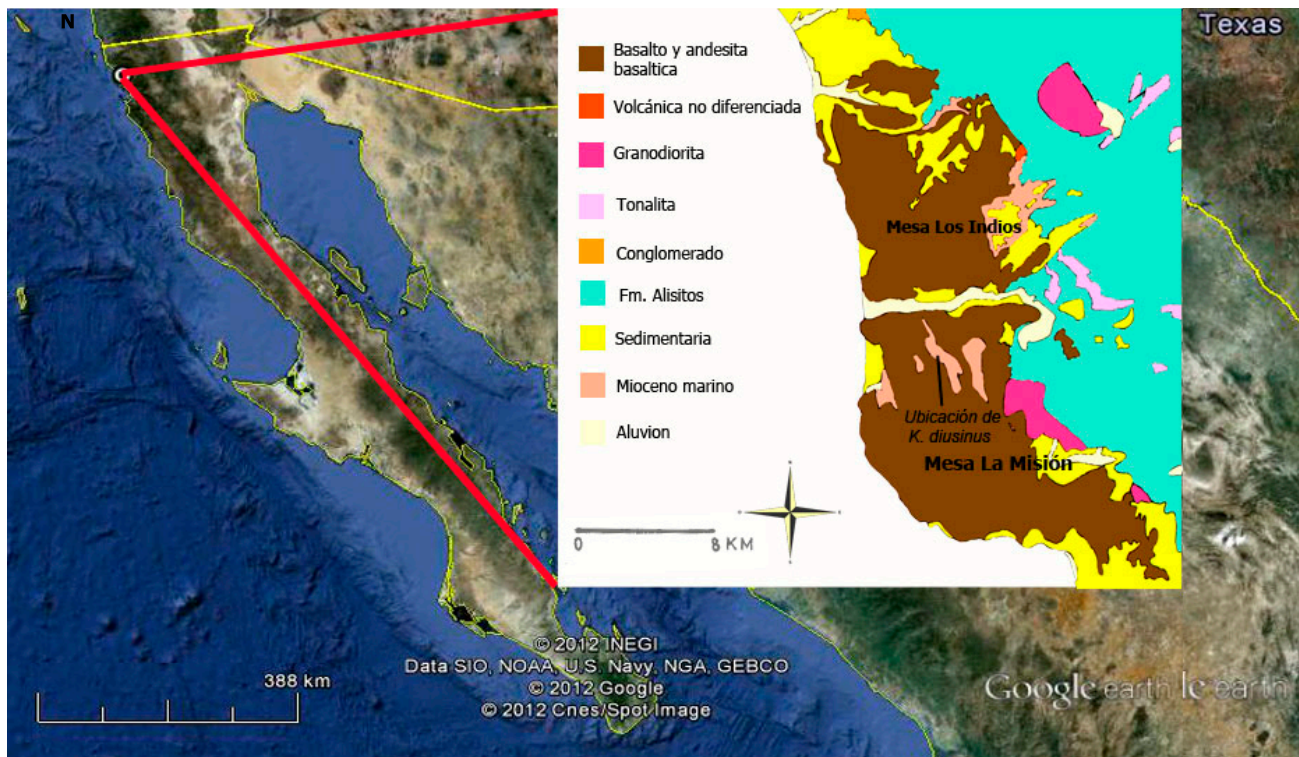 N
Texas
Basalto y andesita
basaltica
Volcánica no diferenciada
Granodiorita
Tonalita
Conglomerado
Fm. Alisitos
Sedimentaria
Mioceno marino
Aluvion
Mesa Los Indios
Ubicación de
K. diusinus
Mesa La Misión
0 8 KM
388 km
© 2012 INEGI
Data SIO, NOAA, U.S. Navy, NGA, GEBCO
© 2012 Google
© 2012 Cnes/Spot Image
Google earth le earth